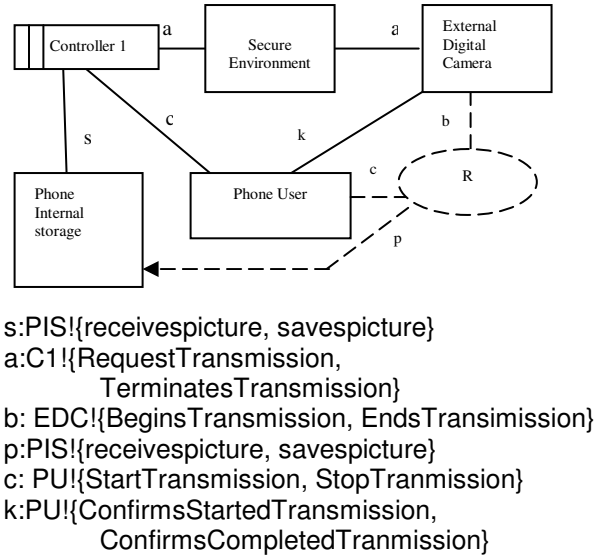 a
a
Controller 1
Secure
Environment
External
Digital
Camera
s
c
k
b
c
R
Phone
Internal
storage
Phone User
p
s:PIS!{receivespicture, savespicture}
a:C1!{RequestTransmission,
TerminatesTransmission}
b: EDC!{BeginsTransmission, EndsTransimission}
p:PIS!{receivespicture, savespicture}
c: PU!{StartTransmission, StopTranmission}
k:PU!{ConfirmsStartedTransmission,
ConfirmsCompletedTranmission}